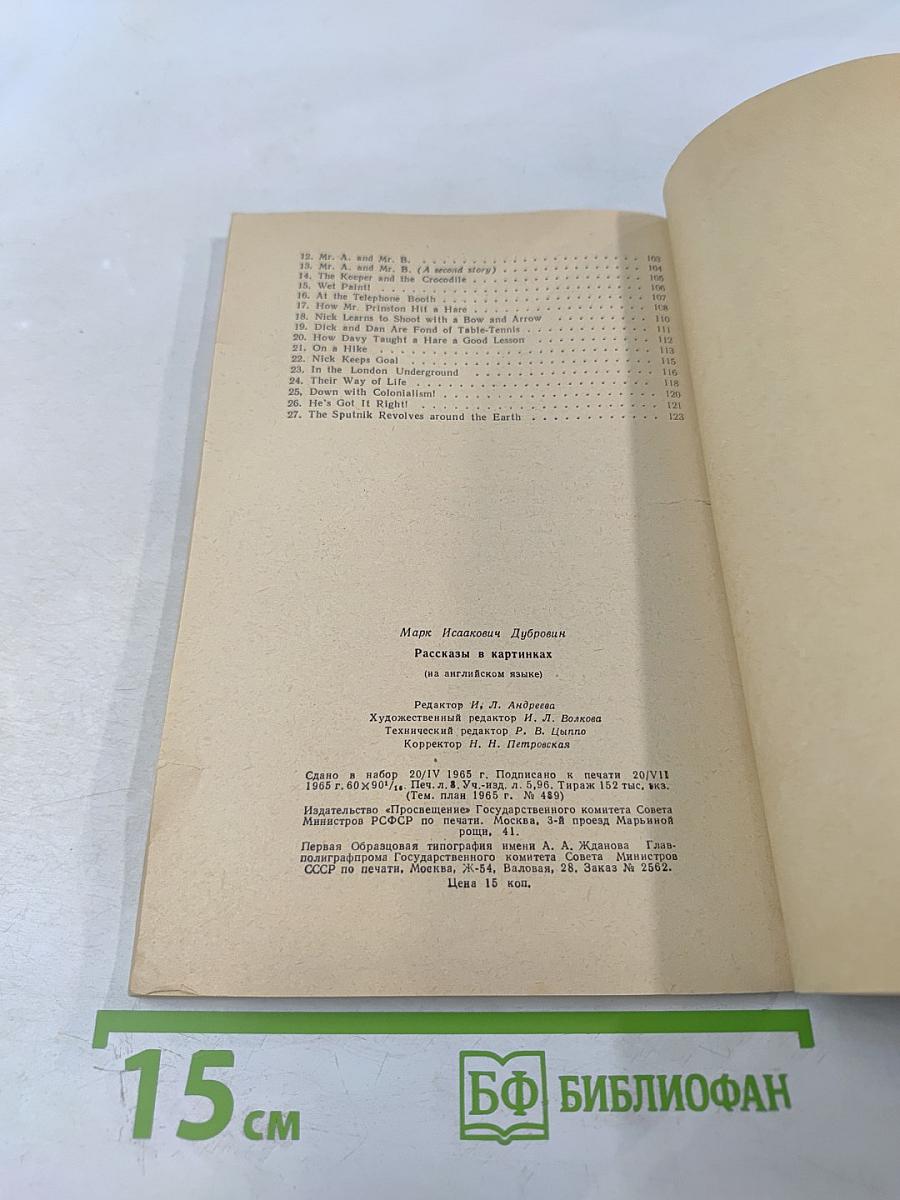 12. Mr. A. and Mr. B. . . . . . . . . . . . . . . . . . . . 103
13. Mr. A. and Mr. B. (A second story) . . . . . . . . . . . . 104
14. The Keeper and the Crocodile . . . . . . . . . . . . . . . 105
15. Wet Paint! . . . . . . . . . . . . . . . . . . . . . . . . 106
16. At the Telephone Booth . . . . . . . . . . . . . . . . . . 107
17. How Mr. Prinston Hit a Hare . . . . . . . . . . . . . . . . 108
18. Nick Learns to Shoot with a Bow and Arrow . . . . . . . . . 110
19. Dick and Dan Are Fond of Table-Tennis . . . . . . . . . . . 111
20. How Davy Taught a Hare a Good Lesson . . . . . . . . . . . 112
21. On a Hike . . . . . . . . . . . . . . . . . . . . . . . . 113
22. Nick Keeps Goal . . . . . . . . . . . . . . . . . . . . . 115
23. In the London Underground . . . . . . . . . . . . . . . . 116
24. Their Way of Life . . . . . . . . . . . . . . . . . . . . 118
25. Down with Colonialism! . . . . . . . . . . . . . . . . . . 120
26. He's Got It Right! . . . . . . . . . . . . . . . . . . . . 121
27. The Sputnik Revolves around the Earth . . . . . . . . . . . 123
Марк Исаакович Дубровин
Рассказы в картинках
(на английском языке)
Редактор И. Л. Андреева
Художественный редактор И. Л. Волкова
Технический редактор Р. В. Цыппо
Корректор Н. Н. Петровская
Сдано в набор 20/IV 1965 г. Подписано к печати 20/VII
1965 г. 60×90¹/₁₆. Печ. л. 8. Уч.-изд. л. 5,96. Тираж 152 тыс. экз.
(Тем. план 1965 г. № 489)
Издательство «Просвещение» Государственного комитета Совета
Министров РСФСР по печати. Москва, 3-й проезд Марьиной
рощи, 41.
Первая Образцовая типография имени А. А. Жданова Глав-
полиграфпрома Государственного комитета Совета Министров
СССР по печати, Москва, Ж-54, Валовая, 28. Заказ № 2562.
Цена 15 коп.
15 см
БФ БИБЛИОФАН